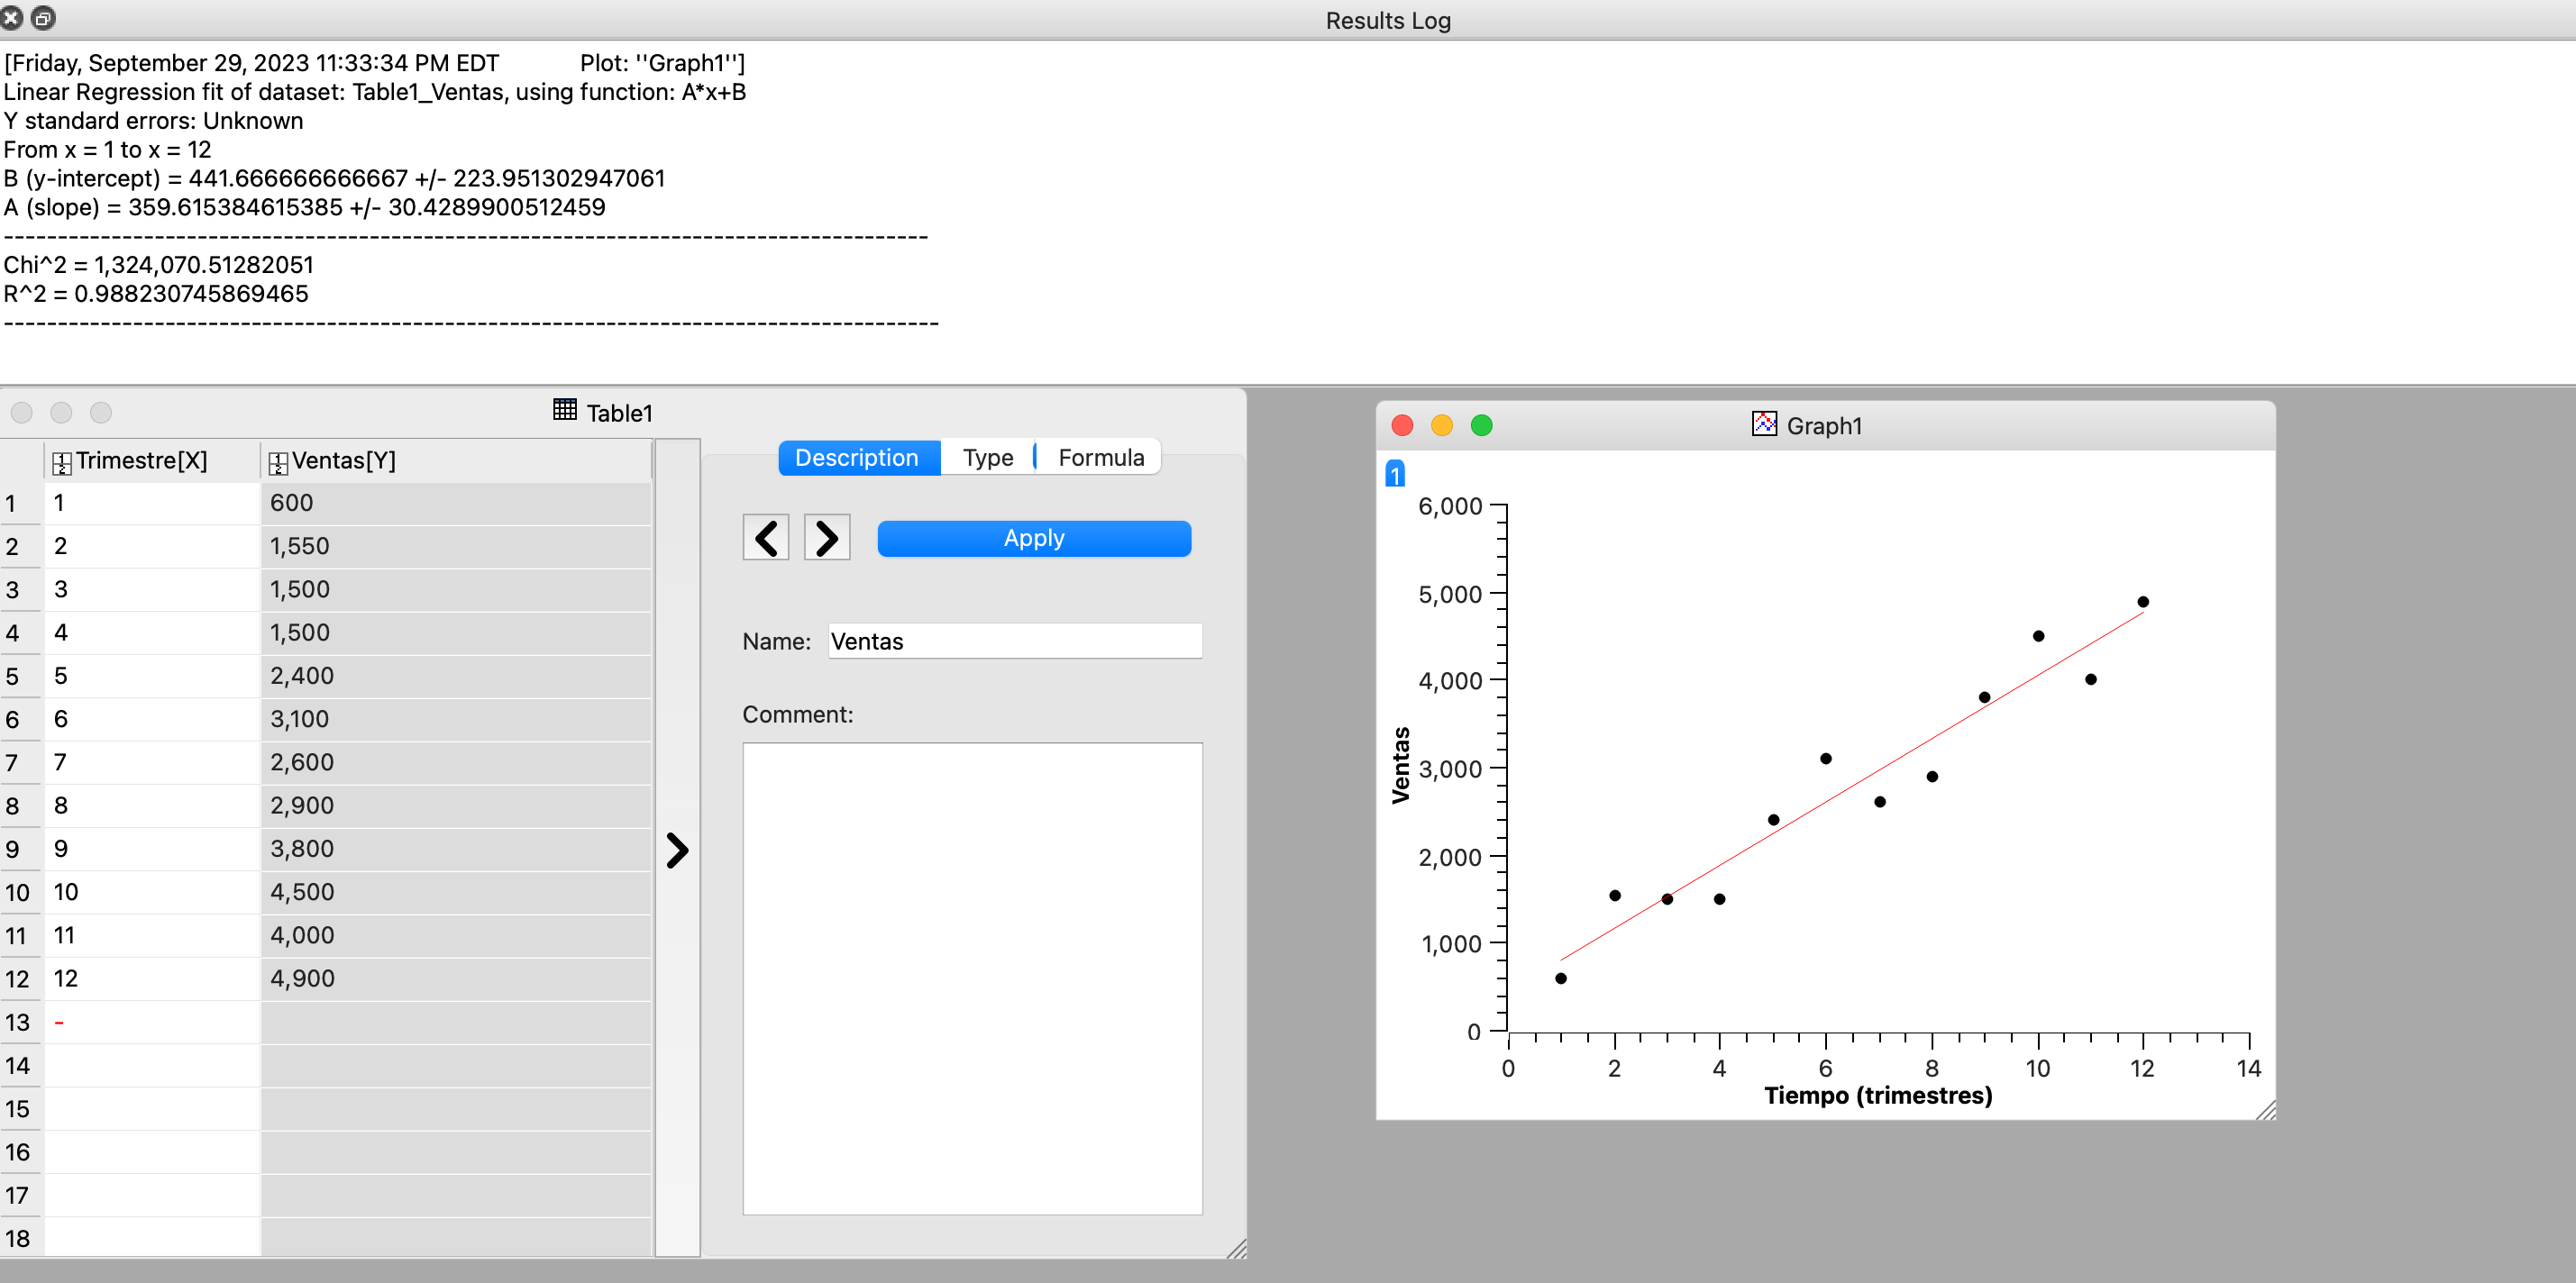 Results Log
[Friday, September 29, 2023 11:33:34 PM EDT Plot: ''Graph1'']
Linear Regression fit of dataset: Table1_Ventas, using function: A*x+B
Y standard errors: Unknown
From x = 1 to x = 12
B (y-intercept) = 441.666666666667 +/- 223.951302947061
A (slope) = 359.615384615385 +/- 30.4289900512459
--------------------------------------------------------------------------------------
Chi^2 = 1,324,070.51282051
R^2 = 0.988230745869465
---------------------------------------------------------------------------------------
Table1
Trimestre[X] Ventas[Y]
1 1 600
2 2 1,550
3 3 1,500
4 4 1,500
5 5 2,400
6 6 3,100
7 7 2,600
8 8 2,900
9 9 3,800
10 10 4,500
11 11 4,000
12 12 4,900
13 -
14
15
16
17
18
Description Type Formula
Apply
Name: Ventas
Comment:
Graph1
1
6,000
5,000
4,000
3,000
2,000
1,000
0
Ventas
0 2 4 6 8 10 12 14
Tiempo (trimestres)